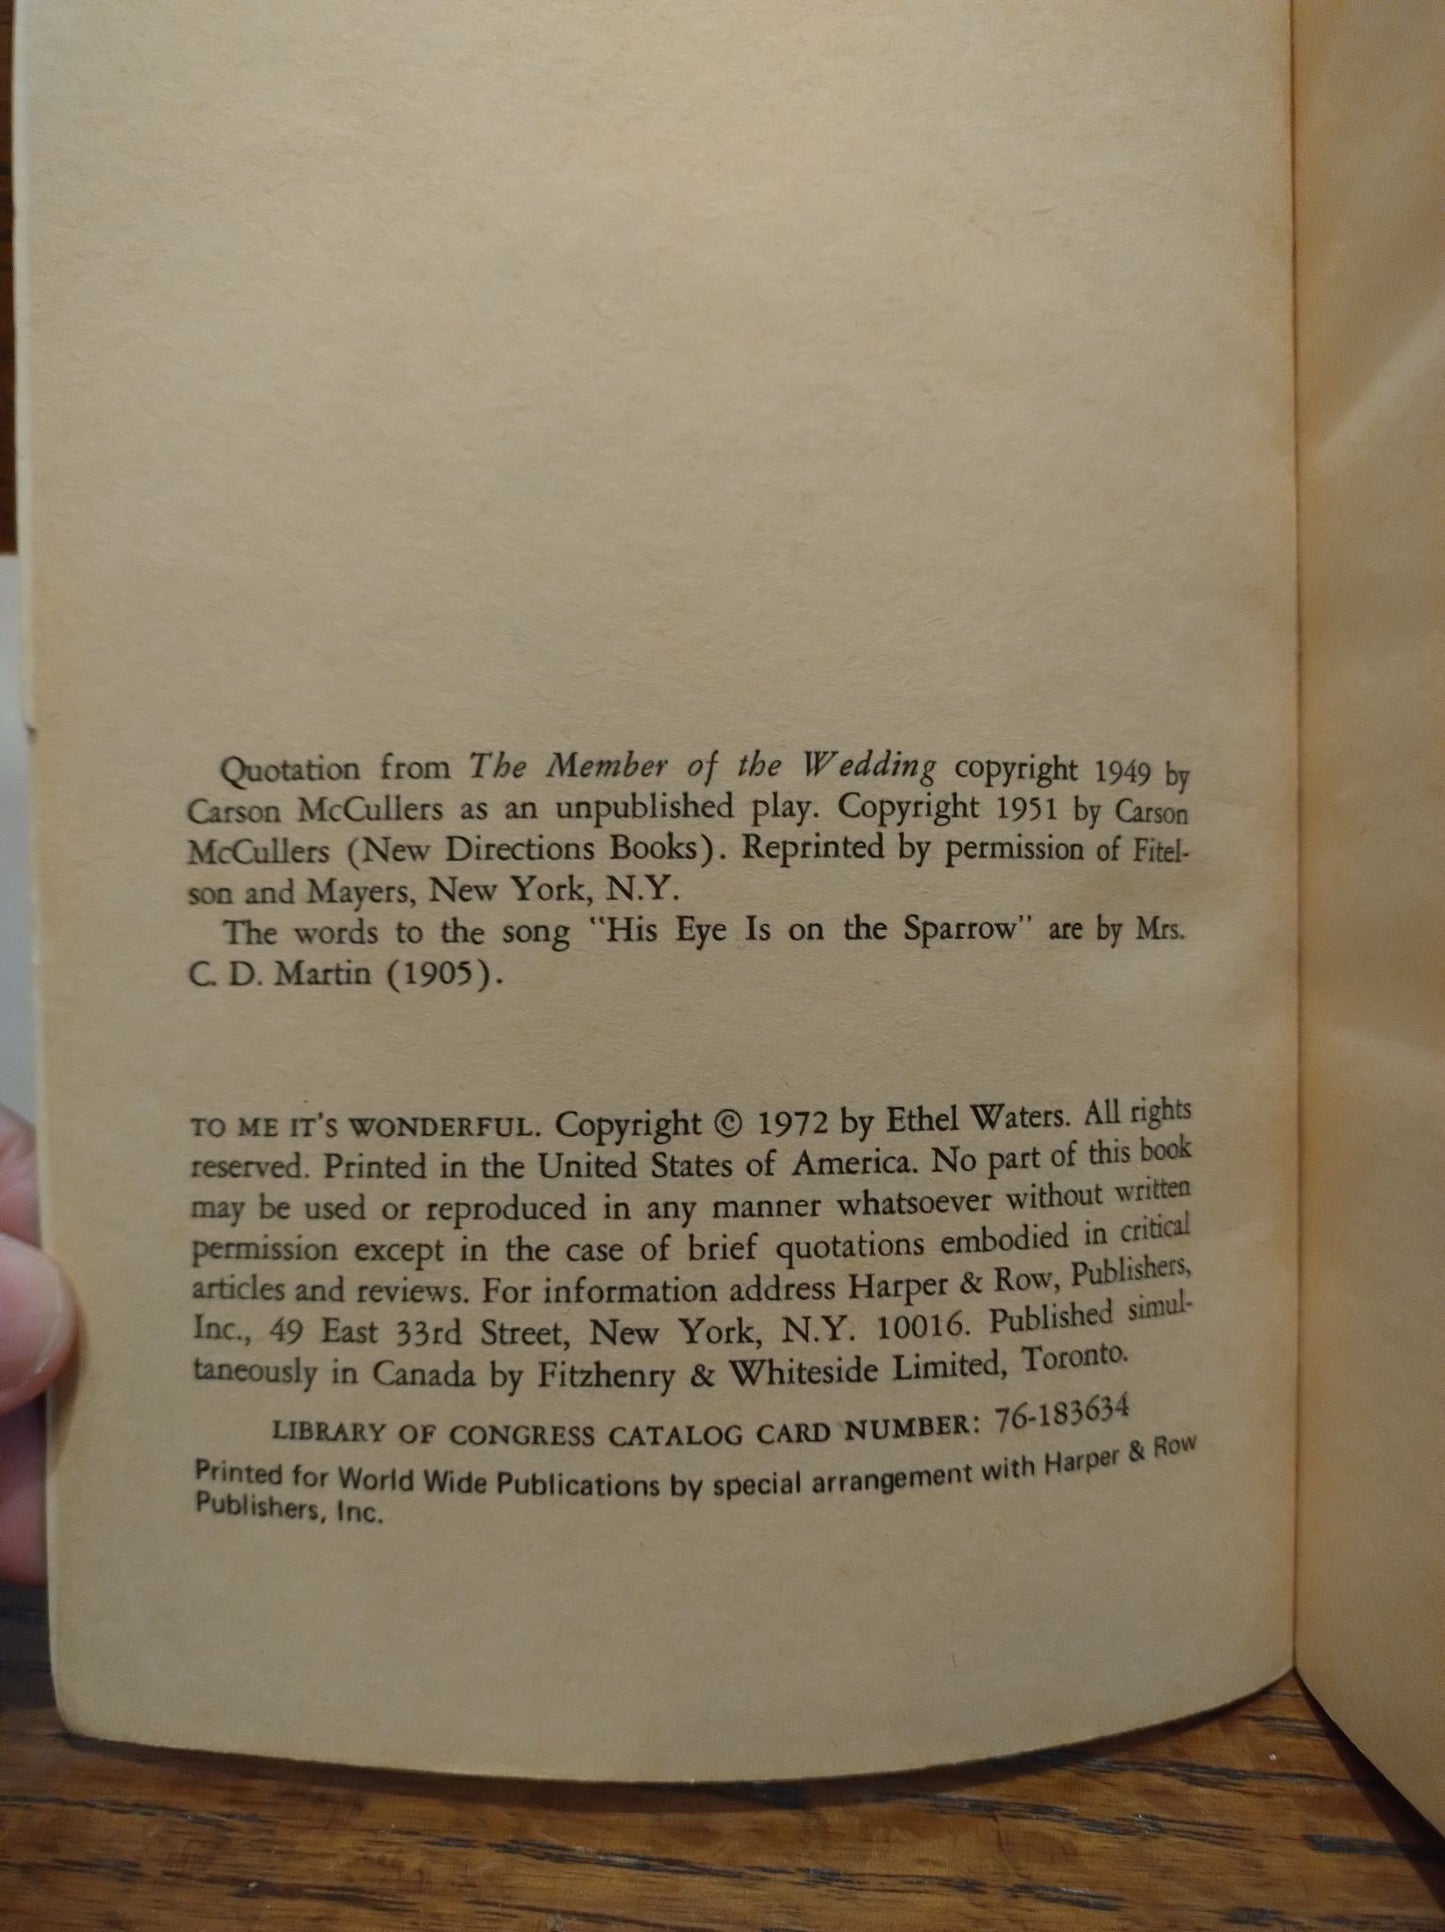 Quotation from The Member of the Wedding copyright 1949 by
Carson McCullers as an unpublished play. Copyright 1951 by Carson
McCullers (New Directions Books). Reprinted by permission of Fitel-
son and Mayers, New York, N.Y.
The words to the song "His Eye Is on the Sparrow" are by Mrs.
C. D. Martin (1905).
TO ME IT'S WONDERFUL. Copyright © 1972 by Ethel Waters. All rights
reserved. Printed in the United States of America. No part of this book
may be used or reproduced in any manner whatsoever without written
permission except in the case of brief quotations embodied in critical
articles and reviews. For information address Harper & Row, Publishers,
Inc., 49 East 33rd Street, New York, N.Y. 10016. Published simul-
taneously in Canada by Fitzhenry & Whiteside Limited, Toronto.
LIBRARY OF CONGRESS CATALOG CARD NUMBER: 76-183634
Printed for World Wide Publications by special arrangement with Harper & Row
Publishers, Inc.